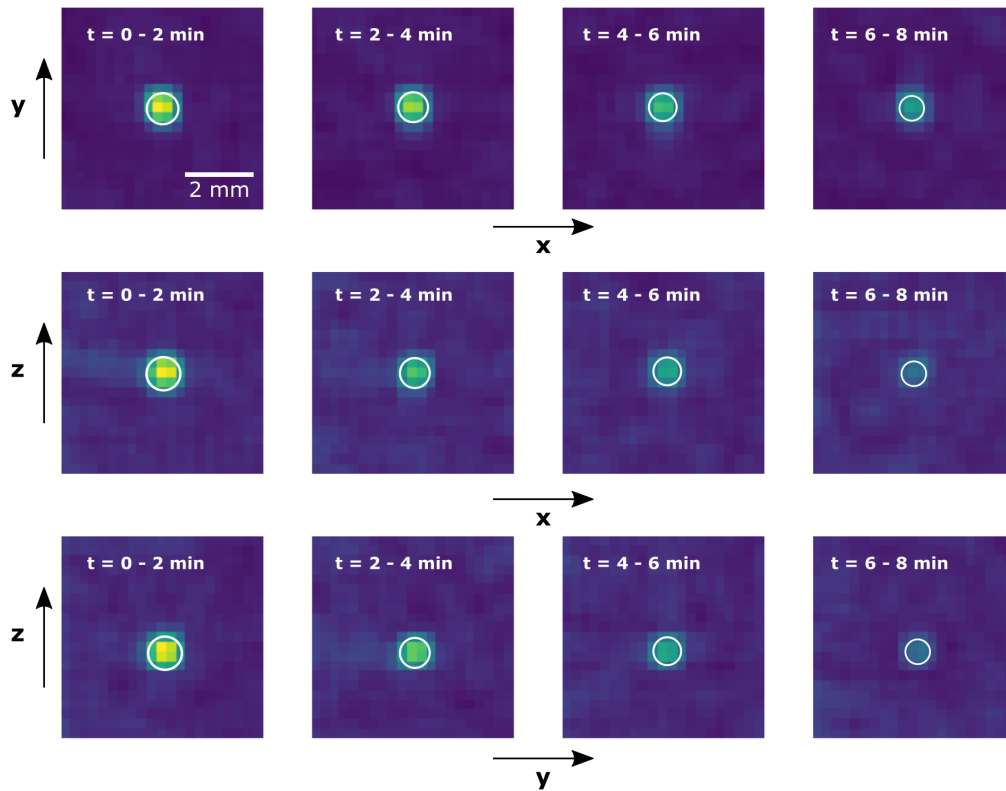 t = 0 - 2 min
t = 2 - 4 min
t = 4 - 6 min
t = 6 - 8 min
y
2 mm
x
t = 0 - 2 min
t = 2 - 4 min
t = 4 - 6 min
t = 6 - 8 min
z
x
t = 0 - 2 min
t = 2 - 4 min
t = 4 - 6 min
t = 6 - 8 min
z
y